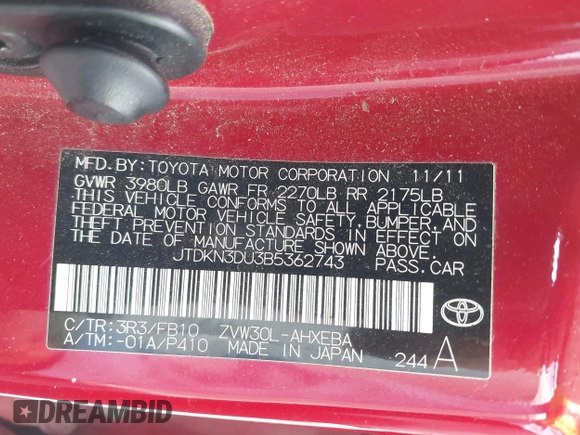 MFD.BY:TOYOTA MOTOR CORPORATION 11/11
GVWR 3980LB GAWR FR 2270LB RR 2175LB
THIS VEHICLE CONFORMS TO ALL APPLICABLE
FEDERAL MOTOR VEHICLE SAFETY,BUMPER,AND
THEFT PREVENTION STANDARDS IN EFFECT ON
THE DATE OF MANUFACTURE SHOWN ABOVE.
JTDKN3DU3B5362743 PASS.CAR
C/TR:3R3/FB10 ZVW30L-AHXEBA
A/TM:-01A/P410 MADE IN JAPAN 244 A
DREAMBID